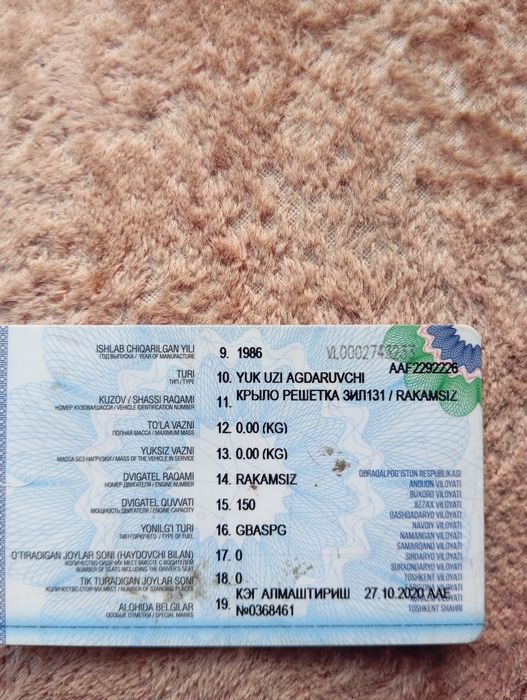 ISHLAB CHIQARILGAN YILI 9. 1986 VL0002743233
ГОД ВЫПУСКА / YEAR OF MANUFACTURE
AAF2292226
TURI 10. YUK UZI AGDARUVCHI
ТИП / TYPE
KUZOV / SHASSI RAQAMI 11. КРЫЛО РЕШЕТКА ЗИЛ131 / RAKAMSIZ
НОМЕР КУЗОВА/ШАССИ / VEHICLE IDENTIFICATION NUMBER
TO'LA VAZNI 12. 0.00 (KG)
ПОЛНАЯ МАССА / MAXIMUM MASS
YUKSIZ VAZNI 13. 0.00 (KG)
МАССА БЕЗ НАГРУЗКИ / MASS OF THE VEHICLE IN SERVICE
DVIGATEL RAQAMI 14. RAKAMSIZ
НОМЕР ДВИГАТЕЛЯ / ENGINE NUMBER
DVIGATEL QUVVATI 15. 150
МОЩНОСТЬ ДВИГАТЕЛЯ / ENGINE CAPACITY
YONILG'I TURI 16. GBASPG
ТИП ГОРЮЧЕГО / TYPE OF FUEL
O'TIRADIGAN JOYLAR SONI (HAYDOVCHI BILAN) 17. 0
КОЛИЧЕСТВО СИДЯЧИХ МЕСТ ВМЕСТЕ С ВОДИТЕЛЕМ
NUMBER OF SEATS INCLUDING THE DRIVER'S SEAT
TIK TURADIGAN JOYLAR SONI 18. 0
КОЛИЧЕСТВО СТОЯЧИХ МЕСТ / NUMBER OF STANDING PLACES
ALOHIDA BELGILAR 19. КЭГ АЛМАШТИРИШ 27.10.2020 AAE
ОСОБЫЕ ОТМЕТКИ / SPECIAL MARKS
№0368461
QORAQALPOG'ISTON RESPUBLIKASI
ANDIJON VILOYATI
BUXORO VILOYATI
JIZZAX VILOYATI
QASHQADARYO VILOYATI
NAVOIY VILOYATI
NAMANGAN VILOYATI
SAMARQAND VILOYATI
SIRDARYO VILOYATI
SURXONDARYO VILOYATI
TOSHKENT VILOYATI
TOSHKENT SHAHRI